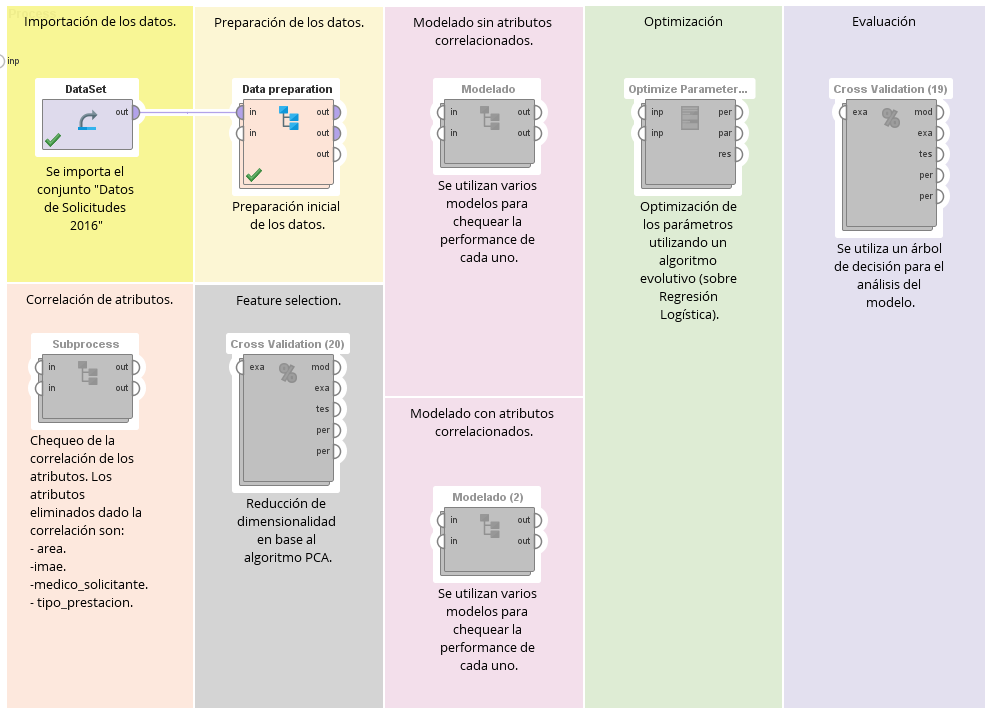 Process
inp
Importación de los datos.
DataSet
out
Se importa el
conjunto "Datos
de Solicitudes
2016"
Preparación de los datos.
Data preparation
in out
in out
out
Preparación inicial
de los datos.
Modelado sin atributos
correlacionados.
Modelado
in out
in out
Se utilizan varios
modelos para
chequear la
performance de
cada uno.
Optimización
Optimize Parameter...
inp per
inp par
res
Optimización de
los parámetros
utilizando un
algoritmo
evolutivo (sobre
Regresión
Logística).
Evaluación
Cross Validation (19)
exa mod
exa
tes
per
per
Se utiliza un árbol
de decisión para el
análisis del
modelo.
Correlación de atributos.
Subprocess
in out
in out
Chequeo de la
correlación de los
atributos. Los
atributos
eliminados dado la
correlación son:
- area.
-imae.
-medico_solicitante.
- tipo_prestacion.
Feature selection.
Cross Validation (20)
exa mod
exa
tes
per
per
Reducción de
dimensionalidad
en base al
algoritmo PCA.
Modelado con atributos
correlacionados.
Modelado (2)
in out
in out
Se utilizan varios
modelos para
chequear la
performance de
cada uno.